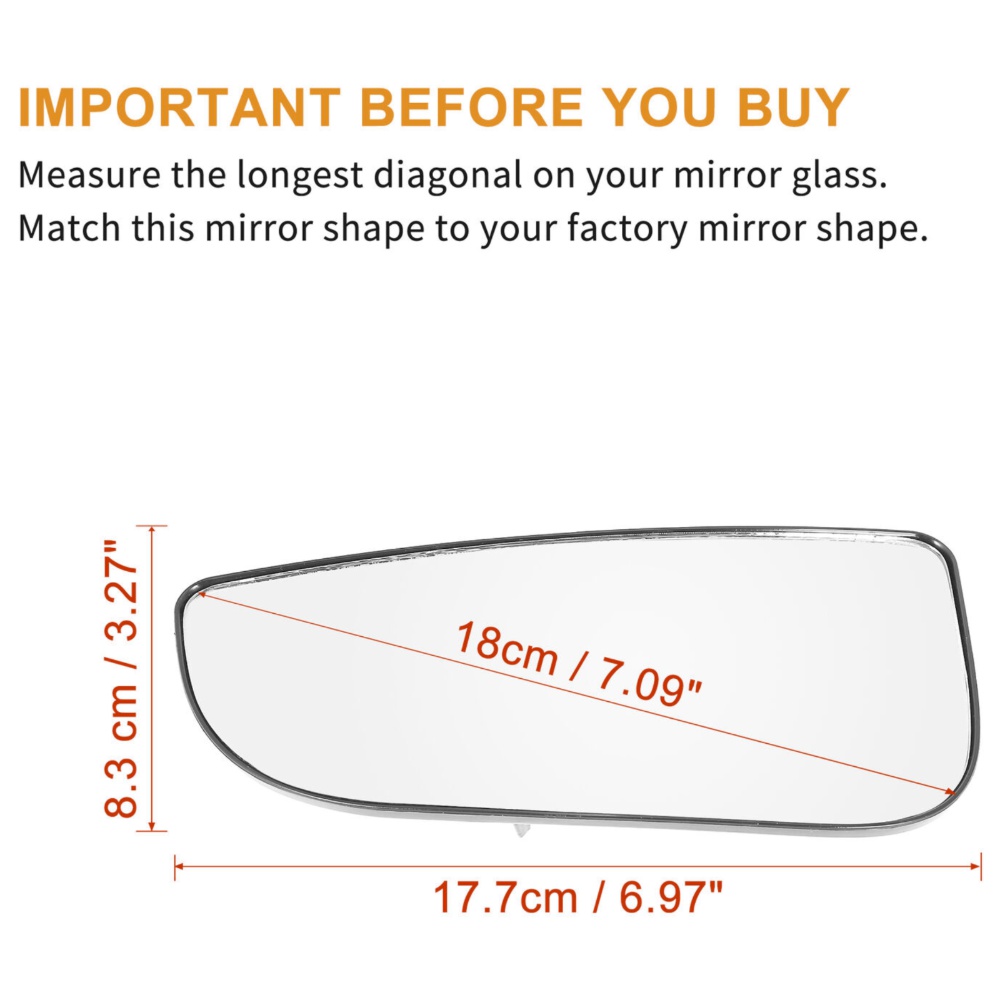 IMPORTANT BEFORE YOU BUY
Measure the longest diagonal on your mirror glass.
Match this mirror shape to your factory mirror shape.
8.3 cm / 3.27"
18cm / 7.09"
17.7cm / 6.97"